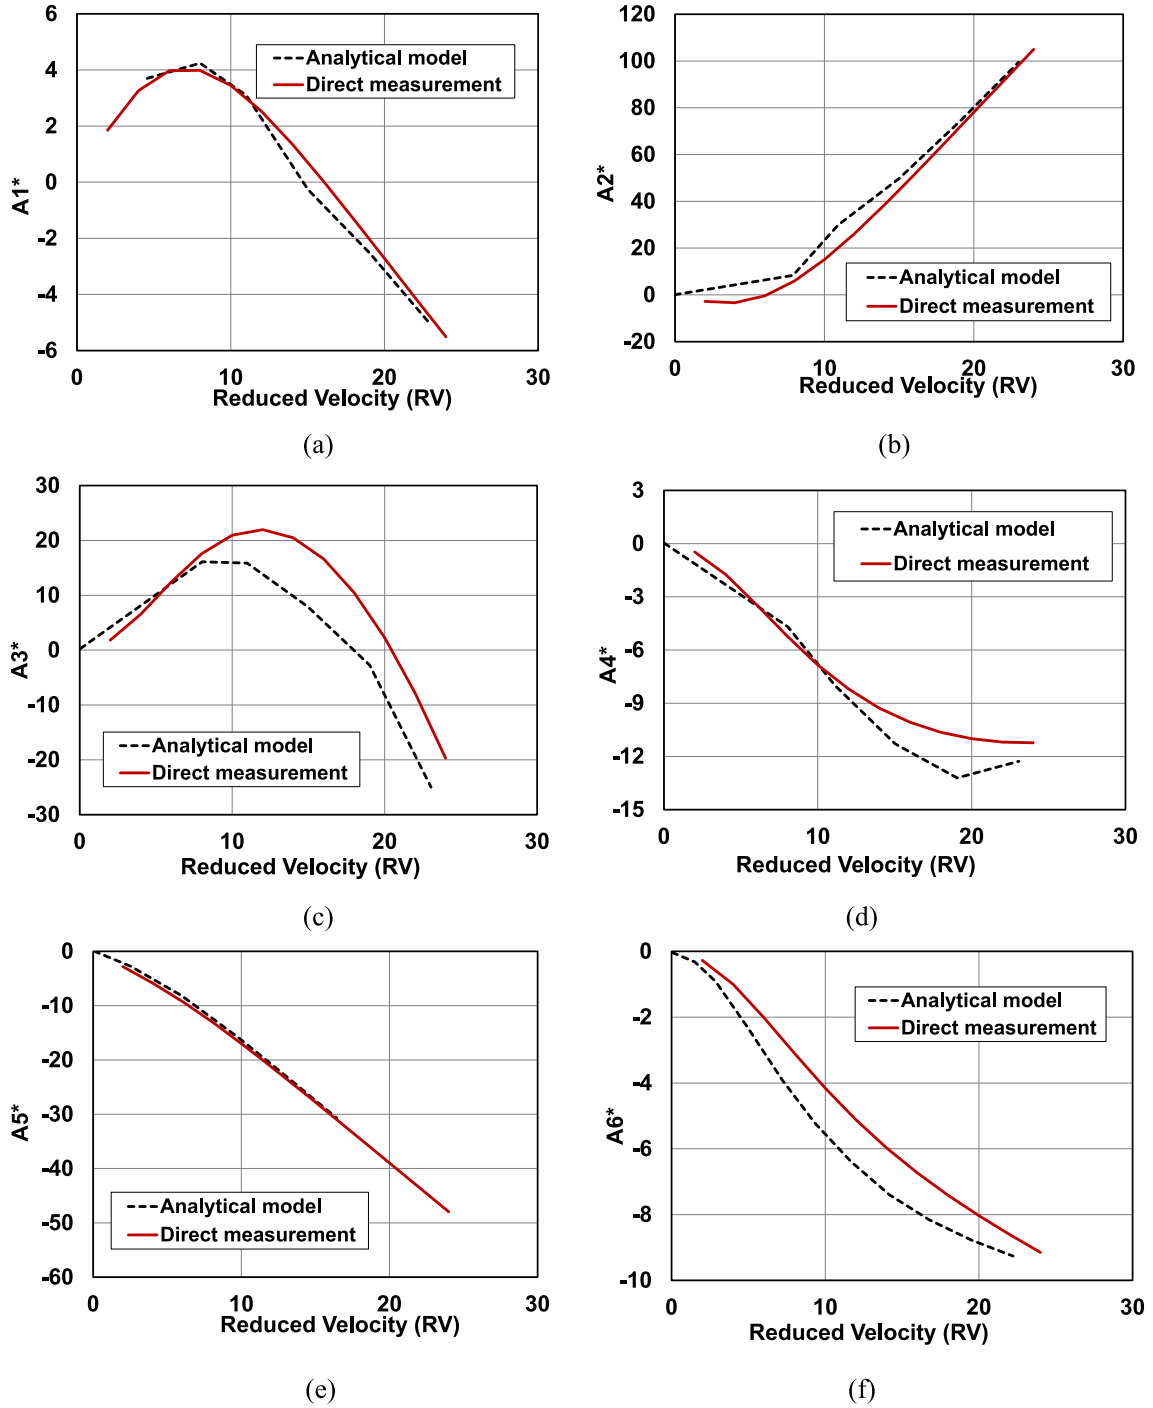 6
4
2
0
-2
-4
-6
A1*
Analytical model
Direct measurement
0 10 20 30
Reduced Velocity (RV)
(a)
120
100
80
60
40
20
0
-20
A2*
Analytical model
Direct measurement
0 10 20 30
Reduced Velocity (RV)
(b)
30
20
10
0
-10
-20
-30
A3*
Analytical model
Direct measurement
0 10 20 30
Reduced Velocity (RV)
(c)
3
0
-3
-6
-9
-12
-15
A4*
Analytical model
Direct measurement
0 10 20 30
Reduced Velocity (RV)
(d)
0
-10
-20
-30
-40
-50
-60
A5*
Analytical model
Direct measurement
0 10 20 30
Reduced Velocity (RV)
(e)
0
-2
-4
-6
-8
-10
A6*
Analytical model
Direct measurement
0 10 20 30
Reduced Velocity (RV)
(f)